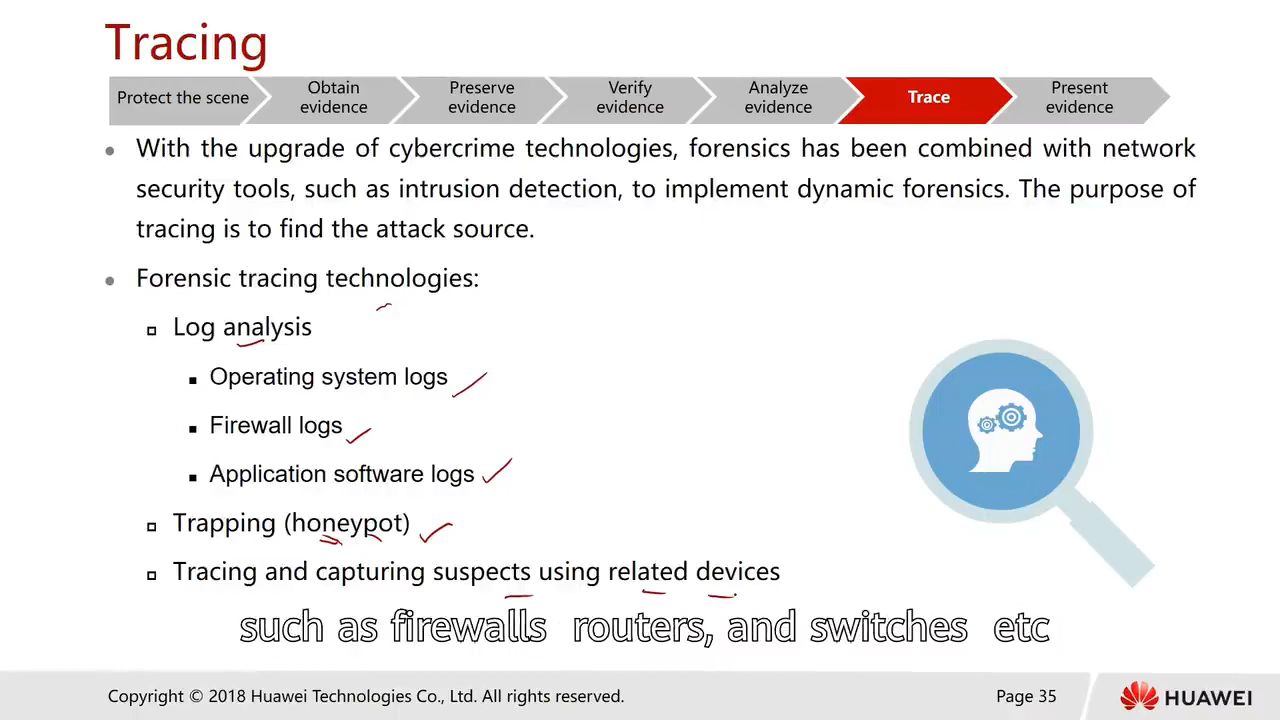 Tracing
Protect the scene
Obtain
evidence
Preserve
evidence
Verify
evidence
Analyze
evidence
Trace
Present
evidence
With the upgrade of cybercrime technologies, forensics has been combined with network
security tools, such as intrusion detection, to implement dynamic forensics. The purpose of
tracing is to find the attack source.
Forensic tracing technologies:
Log analysis
Operating system logs
Firewall logs
Application software logs
Trapping (honeypot)
Tracing and capturing suspects using related devices
such as firewalls routers, and switches etc
Copyright © 2018 Huawei Technologies Co., Ltd. All rights reserved.
Page 35
HUAWEI